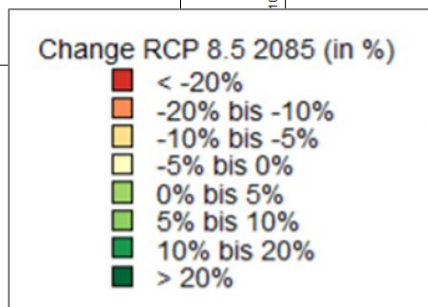 Change RCP 8.5 2085 (in %)
< -20%
-20% bis -10%
-10% bis -5%
-5% bis 0%
0% bis 5%
5% bis 10%
10% bis 20%
> 20%